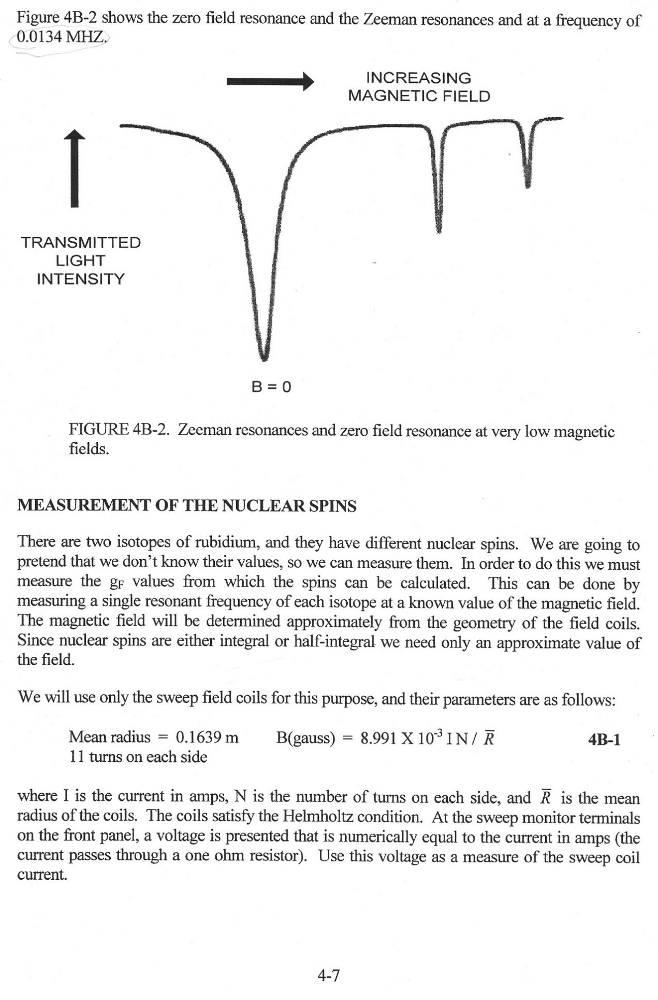 Figure 4B-2 shows the zero field resonance and the Zeeman resonances and at a frequency of
0.0134 MHZ.
INCREASING
MAGNETIC FIELD
TRANSMITTED
LIGHT
INTENSITY
B = 0
FIGURE 4B-2. Zeeman resonances and zero field resonance at very low magnetic
fields.
MEASUREMENT OF THE NUCLEAR SPINS
There are two isotopes of rubidium, and they have different nuclear spins. We are going to
pretend that we don't know their values, so we can measure them. In order to do this we must
measure the gF values from which the spins can be calculated. This can be done by
measuring a single resonant frequency of each isotope at a known value of the magnetic field.
The magnetic field will be determined approximately from the geometry of the field coils.
Since nuclear spins are either integral or half-integral we need only an approximate value of
the field.
We will use only the sweep field coils for this purpose, and their parameters are as follows:
Mean radius = 0.1639 m B(gauss) = 8.991 X 10⁻³ I N / R̅ 4B-1
11 turns on each side
where I is the current in amps, N is the number of turns on each side, and R̅ is the mean
radius of the coils. The coils satisfy the Helmholtz condition. At the sweep monitor terminals
on the front panel, a voltage is presented that is numerically equal to the current in amps (the
current passes through a one ohm resistor). Use this voltage as a measure of the sweep coil
current.
4-7